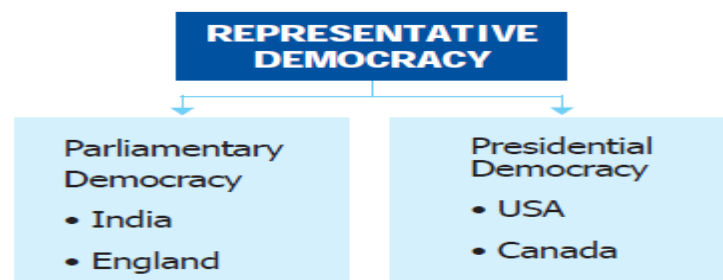 REPRESENTATIVE
DEMOCRACY
Parliamentary
Democracy
• India
• England
Presidential
Democracy
• USA
• Canada